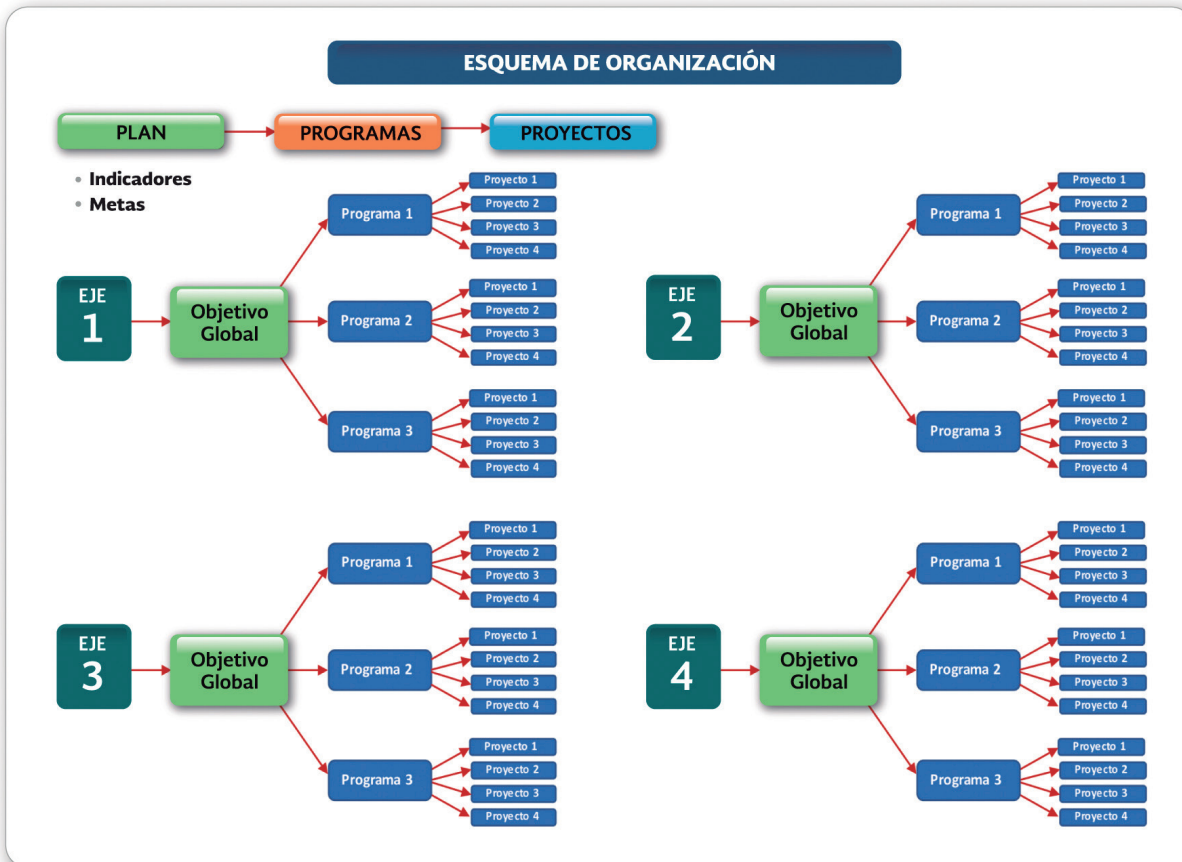 ESQUEMA DE ORGANIZACIÓN
PLAN
PROGRAMAS
PROYECTOS
• Indicadores
• Metas
EJE
1
Objetivo
Global
Programa 1
Proyecto 1
Proyecto 2
Proyecto 3
Proyecto 4
Programa 2
Proyecto 1
Proyecto 2
Proyecto 3
Proyecto 4
Programa 3
Proyecto 1
Proyecto 2
Proyecto 3
Proyecto 4
EJE
2
Objetivo
Global
Programa 1
Proyecto 1
Proyecto 2
Proyecto 3
Proyecto 4
Programa 2
Proyecto 1
Proyecto 2
Proyecto 3
Proyecto 4
Programa 3
Proyecto 1
Proyecto 2
Proyecto 3
Proyecto 4
EJE
3
Objetivo
Global
Programa 1
Proyecto 1
Proyecto 2
Proyecto 3
Proyecto 4
Programa 2
Proyecto 1
Proyecto 2
Proyecto 3
Proyecto 4
Programa 3
Proyecto 1
Proyecto 2
Proyecto 3
Proyecto 4
EJE
4
Objetivo
Global
Programa 1
Proyecto 1
Proyecto 2
Proyecto 3
Proyecto 4
Programa 2
Proyecto 1
Proyecto 2
Proyecto 3
Proyecto 4
Programa 3
Proyecto 1
Proyecto 2
Proyecto 3
Proyecto 4